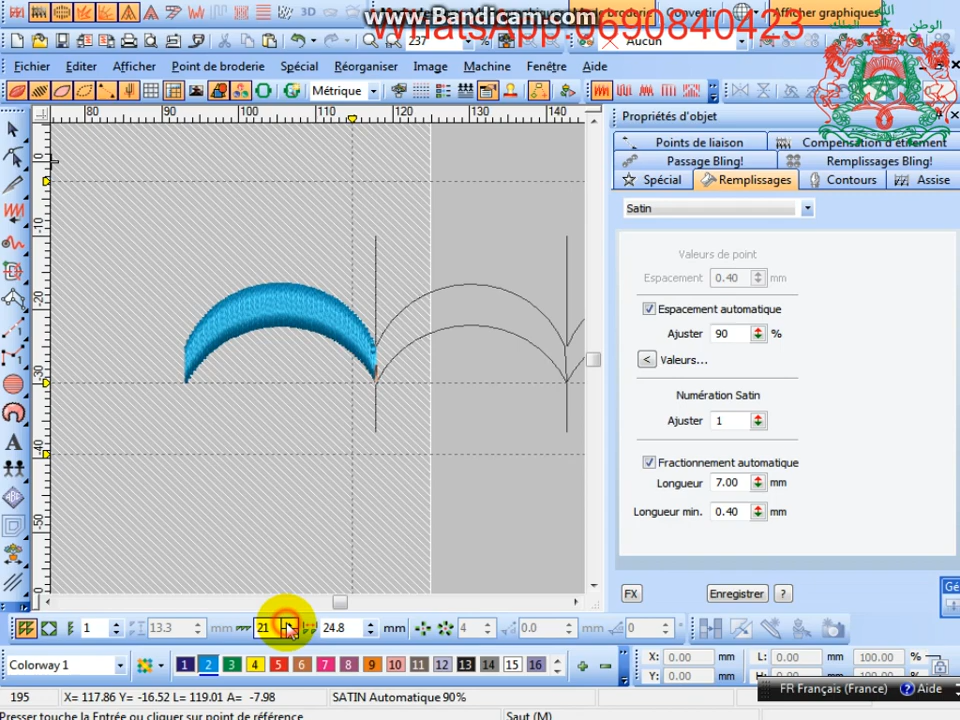 www.Bandicam.com
Convertir
Afficher graphiques
WhatsApp:0690840423
الوطن
237
Aucun
Fichier Editer Afficher Point de broderie Spécial Réorganiser Image Machine Fenêtre Aide
Métrique
80 100 110 120 130 140
Propriétés d'objet
Points de liaison Compensation d'étirement
Passage Bling! Remplissages Bling!
Spécial Remplissages Contours Assise
Satin
Valeurs de point
Espacement 0.40 mm
Espacement automatique
Ajuster 90 %
< Valeurs...
Numération Satin
Ajuster 1
Fractionnement automatique
Longueur 7.00 mm
Longueur min. 0.40 mm
0
-10
-20
-30
-40
-50
FX Enregistrer ?
1 13.3 mm 21 24.8 mm 4 0.0 mm 0
Colorway 1 1 2 3 4 5 6 7 8 9 10 11 12 13 14 15 16
X: 0.00 mm L: 0.00 mm 100.00 %
Y: 0.00 mm H: 0.00 mm 100.00 %
195 X= 117.86 Y= -16.52 L= 119.01 A= -7.98 SATIN Automatique 90%
FR Français (France) Aide
Presser touche la Entrée ou cliquer sur point de référence Saut (M)